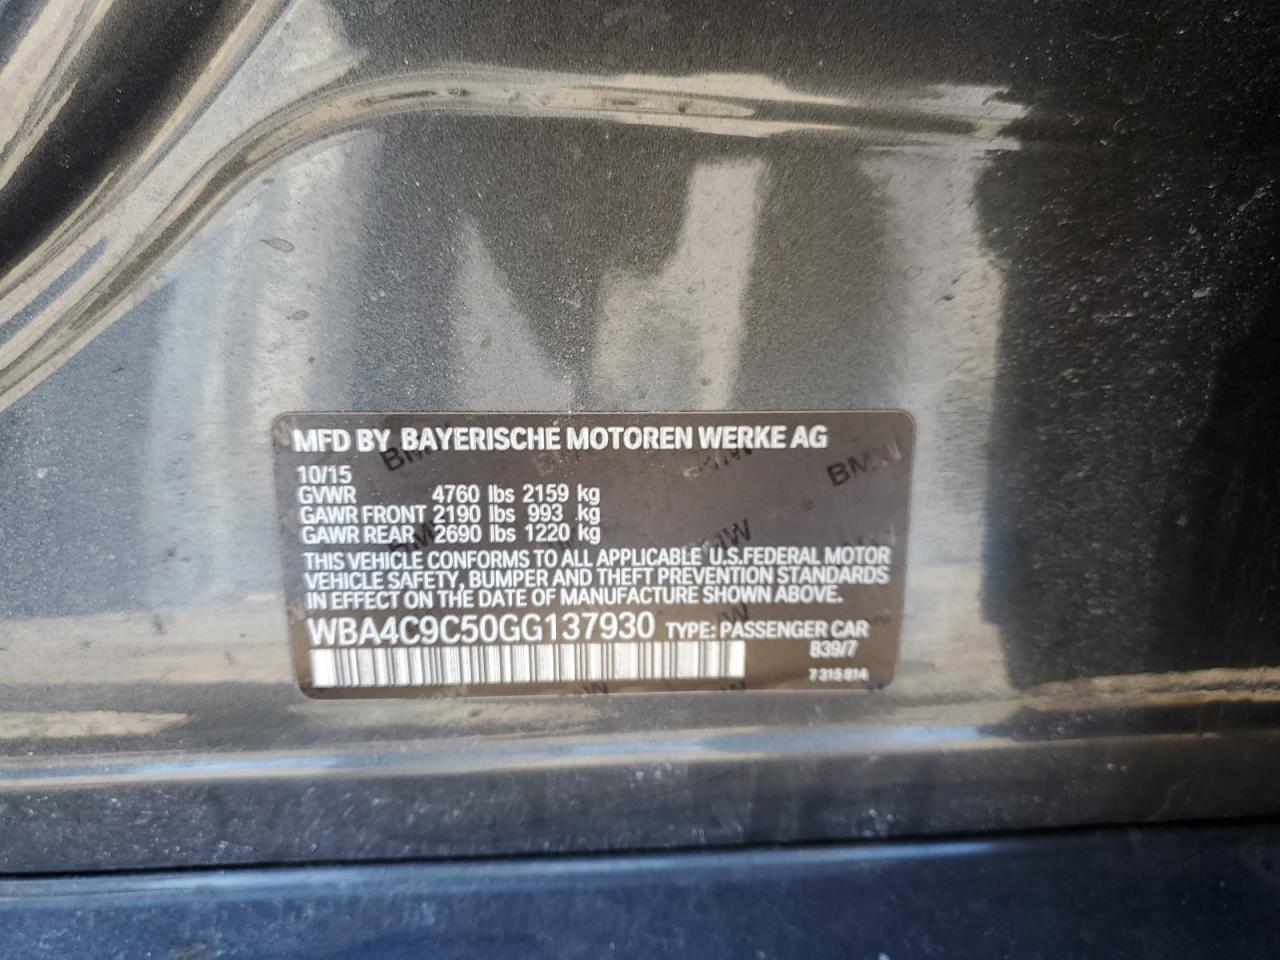 MFD BY BAYERISCHE MOTOREN WERKE AG
10/15
GVWR 4760 lbs 2159 kg
GAWR FRONT 2190 lbs 993 kg
GAWR REAR 2690 lbs 1220 kg
THIS VEHICLE CONFORMS TO ALL APPLICABLE U.S.FEDERAL MOTOR
VEHICLE SAFETY, BUMPER AND THEFT PREVENTION STANDARDS
IN EFFECT ON THE DATE OF MANUFACTURE SHOWN ABOVE.
WBA4C9C50GG137930 TYPE: PASSENGER CAR
B39/7
7 315 814